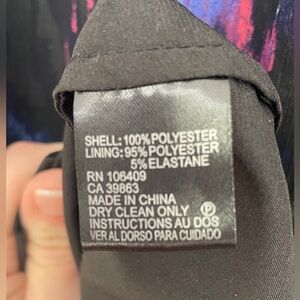 SHELL: 100% POLYESTER
LINING: 95% POLYESTER
5% ELASTANE
RN 106409
CA 39863
MADE IN CHINA
DRY CLEAN ONLY Ⓟ
INSTRUCTIONS AU DOS
VER AL DORSO PARA CUIDADO